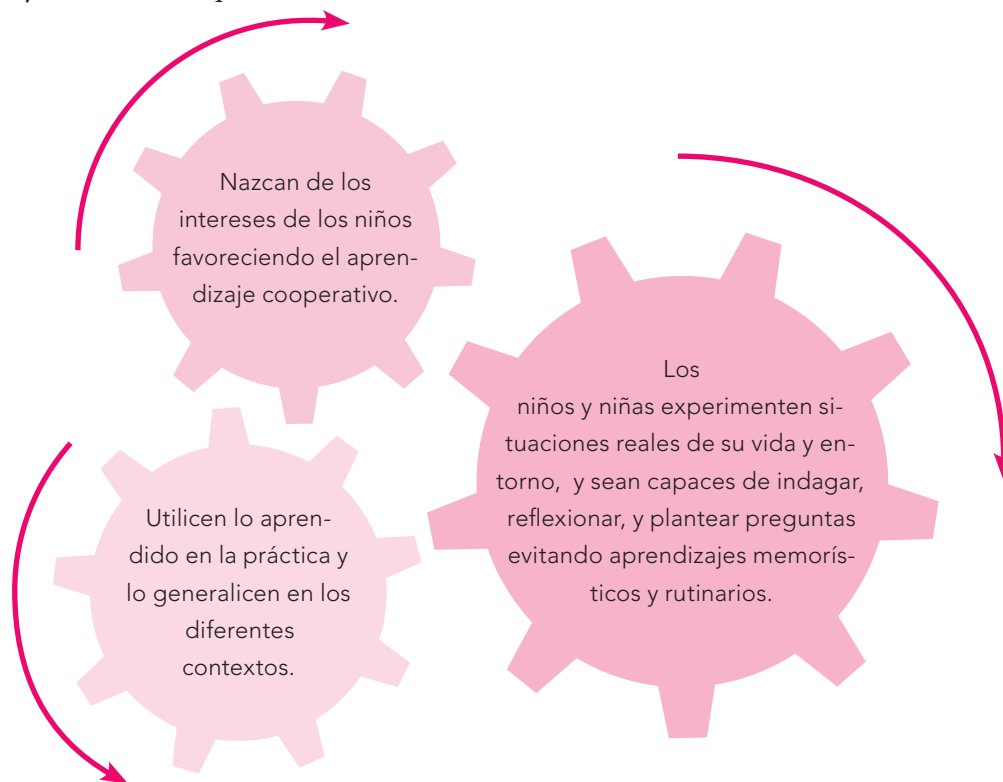 Nazcan de los
intereses de los niños
favoreciendo el apren-
dizaje cooperativo.
Los
niños y niñas experimenten si-
tuaciones reales de su vida y en-
torno, y sean capaces de indagar,
reflexionar, y plantear preguntas
evitando aprendizajes memorís-
ticos y rutinarios.
Utilicen lo apren-
dido en la práctica y
lo generalicen en los
diferentes
contextos.